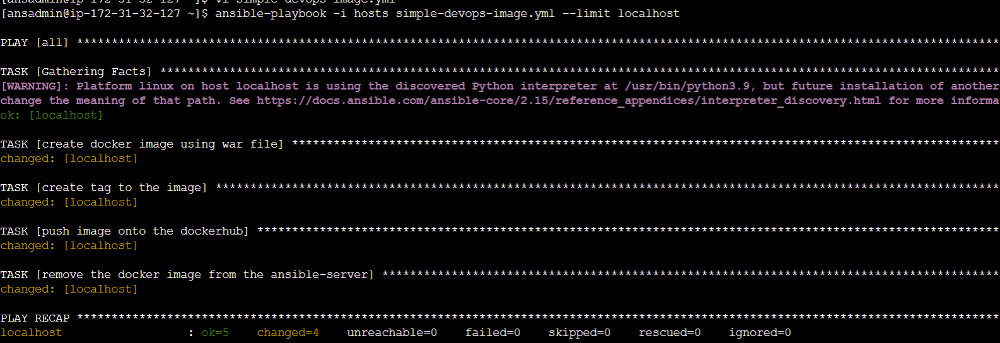 [ansadmin@ip-172-31-32-127 ~]$ vi simple-devops-image.yml
[ansadmin@ip-172-31-32-127 ~]$ ansible-playbook -i hosts simple-devops-image.yml --limit localhost
PLAY [all] *************************************************************************************************************************************
TASK [Gathering Facts] *************************************************************************************************************************
[WARNING]: Platform linux on host localhost is using the discovered Python interpreter at /usr/bin/python3.9, but future installation of another
change the meaning of that path. See https://docs.ansible.com/ansible-core/2.15/reference_appendices/interpreter_discovery.html for more informa
ok: [localhost]
TASK [create docker image using war file] ******************************************************************************************************
changed: [localhost]
TASK [create tag to the image] *****************************************************************************************************************
changed: [localhost]
TASK [push image onto the dockerhub] ***********************************************************************************************************
changed: [localhost]
TASK [remove the docker image from the ansible-server] *****************************************************************************************
changed: [localhost]
PLAY RECAP *************************************************************************************************************************************
localhost                  : ok=5    changed=4    unreachable=0    failed=0    skipped=0    rescued=0    ignored=0